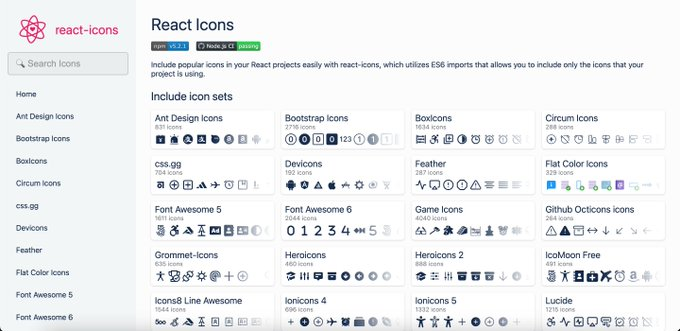 react-icons
Search Icons
Home
Ant Design Icons
Bootstrap Icons
BoxIcons
Circum Icons
css.gg
Devicons
Feather
Flat Color Icons
Font Awesome 5
Font Awesome 6
React Icons
npm v5.2.1
Node.js CI passing
Include popular icons in your React projects easily with react-icons, which utilizes ES6 imports that allows you to include only the icons that
your project is using.
Include icon sets
Ant Design Icons
831 icons
Bootstrap Icons
2716 icons
123
BoxIcons
1634 icons
Circum Icons
288 icons
css.gg
704 icons
Devicons
192 icons
Feather
287 icons
Flat Color Icons
329 icons
Font Awesome 5
1611 icons
Font Awesome 6
2044 icons
0 1 2 3 4
Game Icons
4040 icons
Github Octicons icons
264 icons
Grommet-Icons
635 icons
Heroicons
460 icons
Heroicons 2
888 icons
IcoMoon Free
491 icons
Icons8 Line Awesome
1544 icons
Ionicons 4
696 icons
Ionicons 5
1332 icons
Lucide
1215 icons